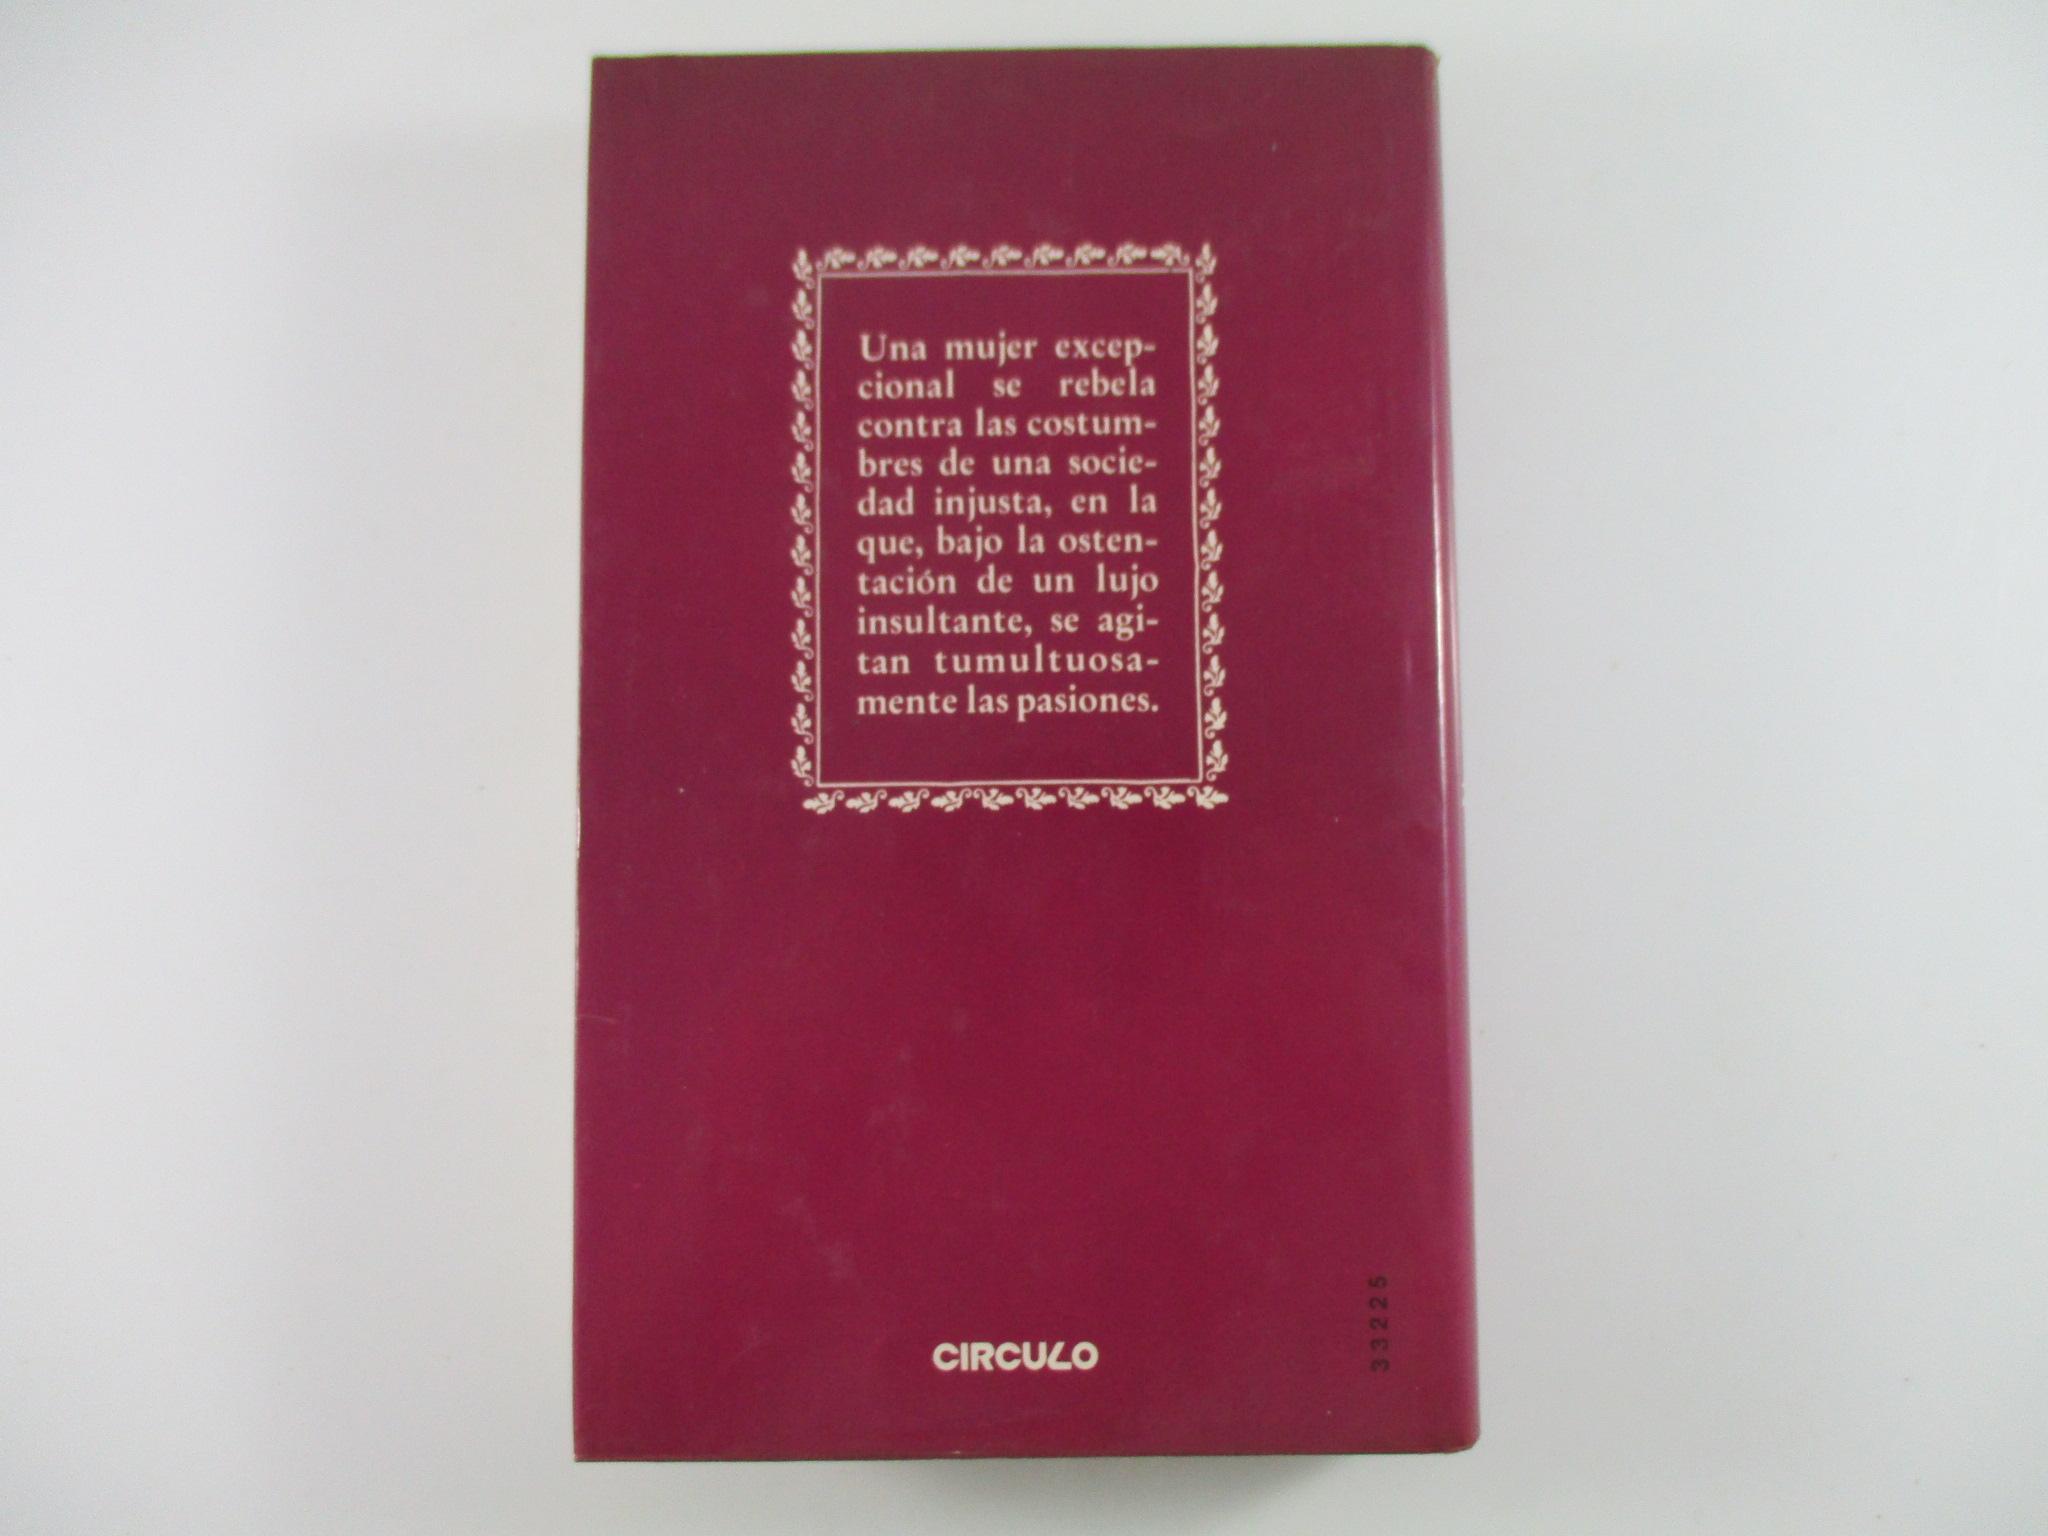 Una mujer excep-
cional se rebela
contra las costum-
bres de una socie-
dad injusta, en la
que, bajo la osten-
tación de un lujo
insultante, se agi-
tan tumultuosa-
mente las pasiones.
CIRCULO
33225